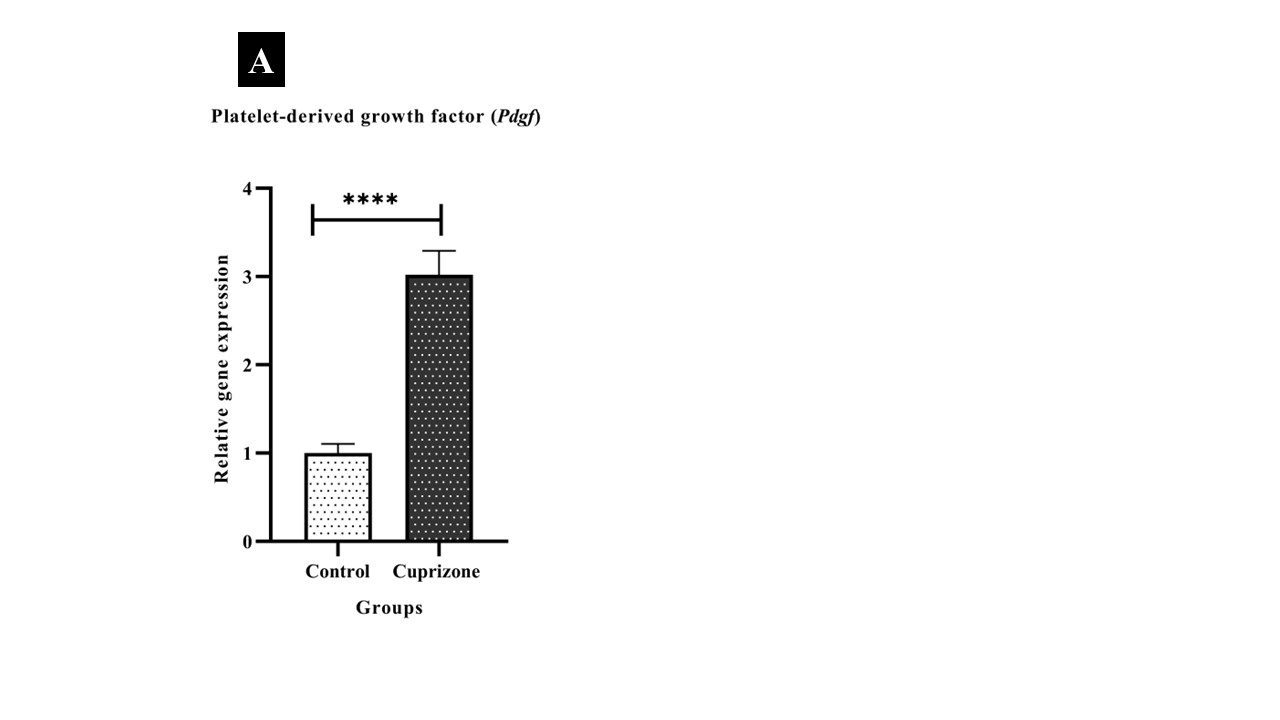 A
Platelet-derived growth factor (Pdgf)
4
****
3
2
1
0
Relative gene expression
Control Cuprizone
Groups